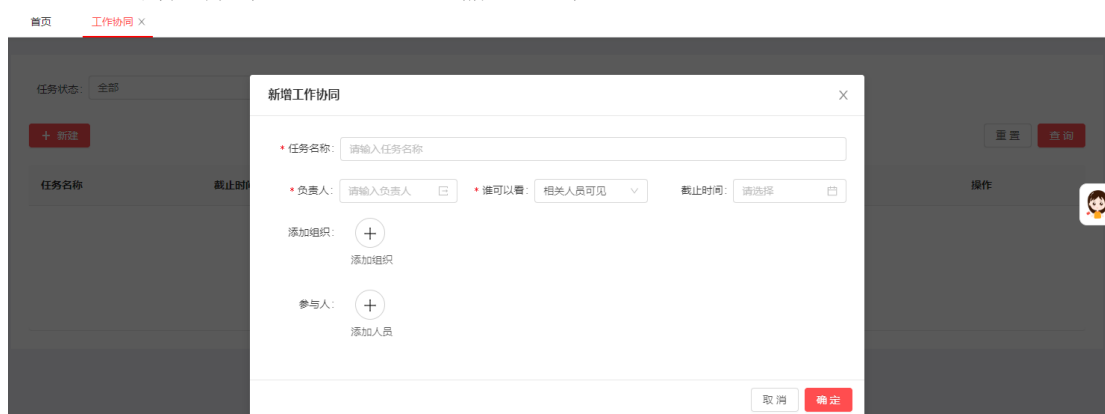 首页 工作协同 ×
任务状态: 全部
新增工作协同 ×
+ 新建
重置 查询
* 任务名称: 请输入任务名称
任务名称 截止时间 操作
* 负责人: 请输入负责人 * 谁可以看: 相关人员可见 截止时间: 请选择
添加组织: +
添加组织
参与人: +
添加人员
取消 确定